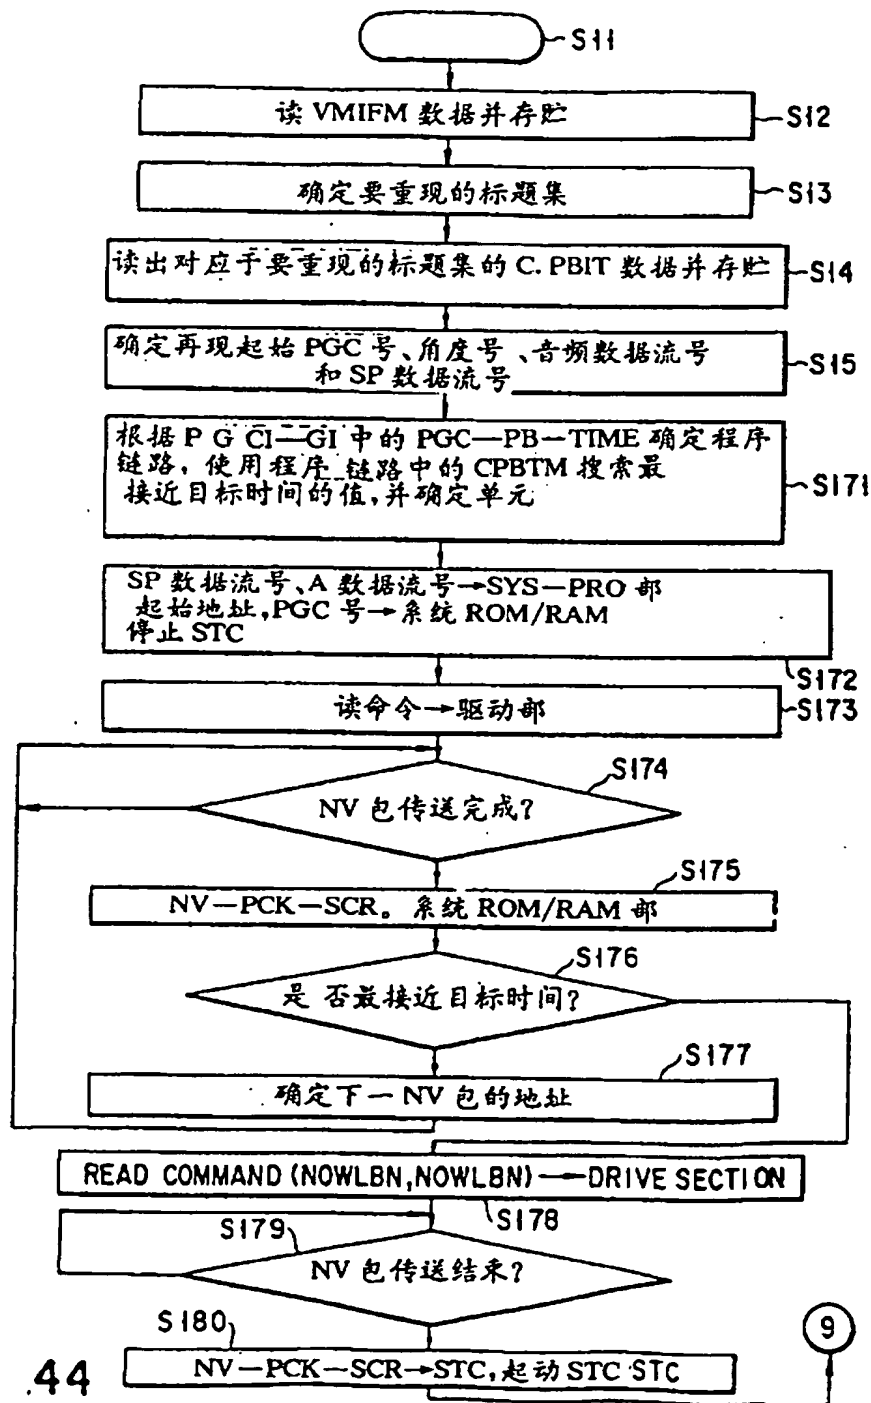 S11
读 VMIFM 数据并存贮
S12
确定要重现的标题集
S13
读出对应于要重现的标题集的 C.PBIT 数据并存贮
S14
确定再现起始 PGC 号、角度号、音频数据流号
和 SP 数据流号
S15
根据 P G CI—GI 中的 PGC—PB—TIME 确定程序
链路, 使用程序 链路中的 CPBTM 搜索最
接近目标时间的值,并确定单元
S171
SP 数据流号、A 数据流号→SYS—PRO 部
起始地址,PGC 号→系统 ROM/RAM
停止 STC
S172
读命令→驱动部
S173
S174
NV 包传送完成?
S175
NV—PCK—SCR。系统 ROM/RAM 部
S176
是 否最接近目标时间?
S177
确定下一 NV 包的地址
READ COMMAND (NOWLBN,NOWLBN)→DRIVE SECTION
S178
S179
NV 包传送结束?
S180
9
NV—PCK—SCR→STC,起动 STC STC
.44